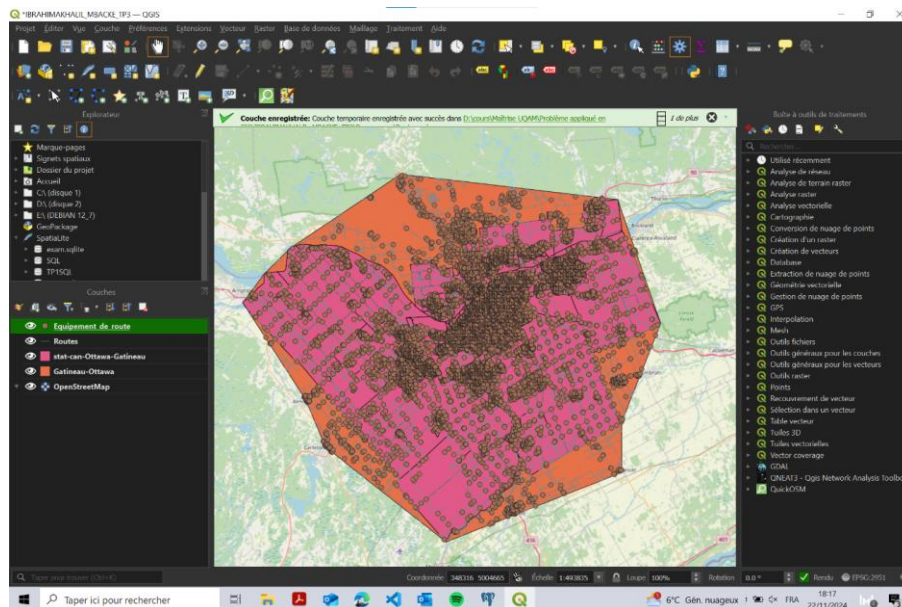 *IBRAHIMAKHALIL_MBACKE_TP3 — QGIS
Projet Éditer Vue Couche Préférences Extensions Vecteur Raster Base de données Maillage Traitement Aide
Explorateur
Marque-pages
Signets spatiaux
Dossier du projet
Accueil
C:\ (disque 1)
D:\ (disque 2)
E:\ (DEBIAN 12_7)
GeoPackage
SpatiaLite
exam.sqlite
SQL
TP1SQL
Couches
Equipement de route
Routes
stat-can-Ottawa-Gatineau
Gatineau-Ottawa
OpenStreetMap
Couche enregistrée: Couche temporaire enregistrée avec succès dans D:\cours\Maîtrise UQAM\Problème appliqué en
1 de plus
Boîte à outils de traitements
Rechercher…
Utilisé récemment
Analyse de réseau
Analyse de terrain raster
Analyse raster
Analyse vectorielle
Cartographie
Conversion de nuage de points
Création d'un raster
Création de vecteurs
Database
Extraction de nuage de points
Géométrie vectorielle
Gestion de nuage de points
GPS
Interpolation
Mesh
Outils fichiers
Outils généraux pour les couches
Outils généraux pour les vecteurs
Outils raster
Points
Recouvrement de vecteur
Sélection dans un vecteur
Table vecteur
Tuiles 3D
Tuiles vectorielles
Vector coverage
GDAL
QNEAT3 - Qgis Network Analysis Toolbo
QuickOSM
416
Taper pour trouver (Ctrl+K)
Coordonnée 348316 5004665 Échelle 1:493835 Loupe 100% Rotation 0.0 ° Rendu EPSG:2951
Taper ici pour rechercher
6°C Gén. nuageux
FRA
18:17
22/11/2024